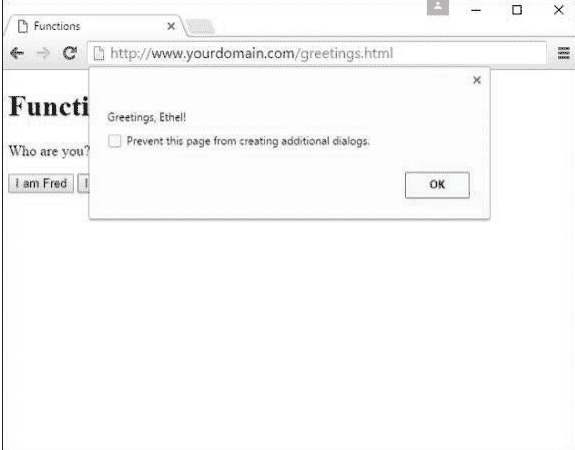 Functions
http://www.yourdomain.com/greetings.html
Greetings, Ethel!
Prevent this page from creating additional dialogs.
OK
Functi
Who are you?
I am Fred I